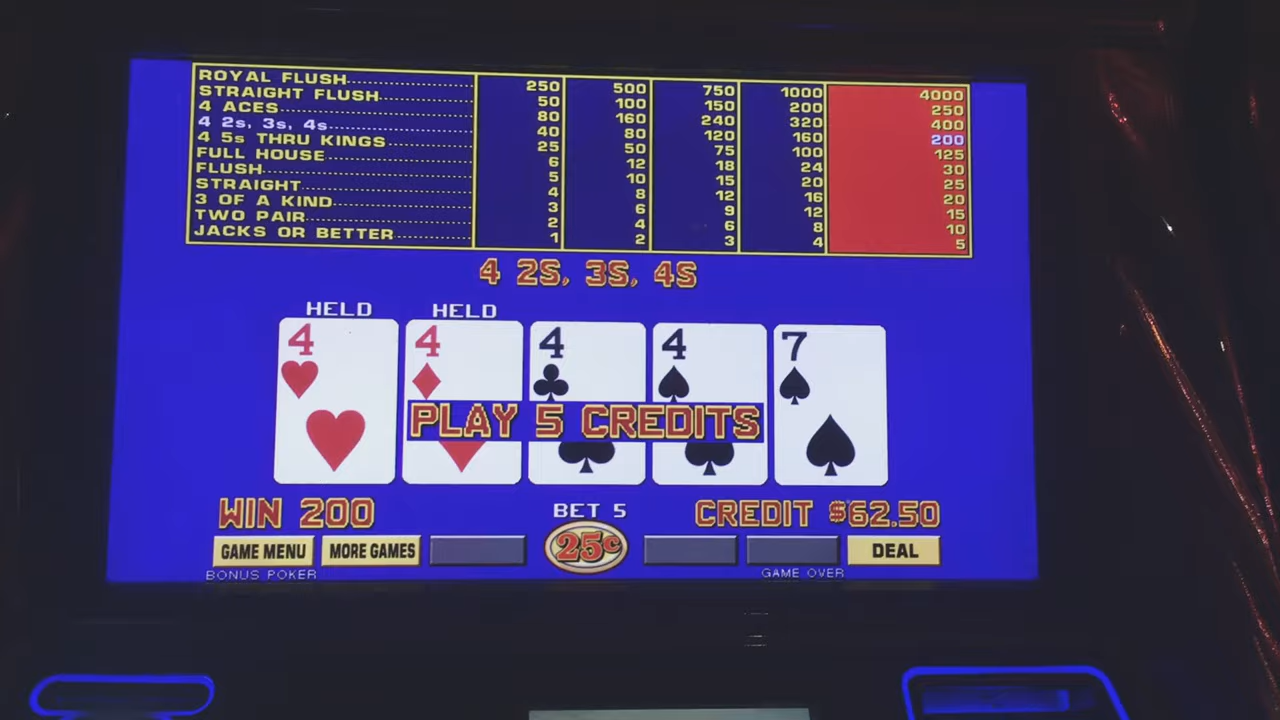 ROYAL FLUSH 250 500 750 1000 4000
STRAIGHT FLUSH 50 100 150 200 250
4 ACES 80 160 240 320 400
4 2s, 3s, 4s 40 80 120 160 200
4 5s THRU KINGS 25 50 75 100 125
FULL HOUSE 6 12 18 24 30
FLUSH 5 10 15 20 25
STRAIGHT 4 8 12 16 20
3 OF A KIND 3 6 9 12 15
TWO PAIR 2 4 6 8 10
JACKS OR BETTER 1 2 3 4 5
4 2S, 3S, 4S
HELD HELD
4 4 4 4 7
PLAY 5 CREDITS
WIN 200 BET 5 CREDIT $62.50
GAME MENU MORE GAMES 25¢ DEAL
BONUS POKER GAME OVER